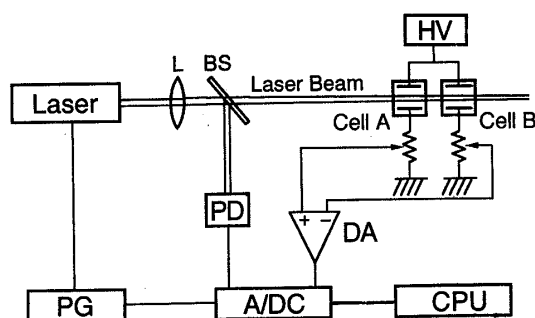 HV
L
BS
Laser Beam
Laser
Cell A
Cell B
PD
+
−
DA
PG
A/DC
CPU